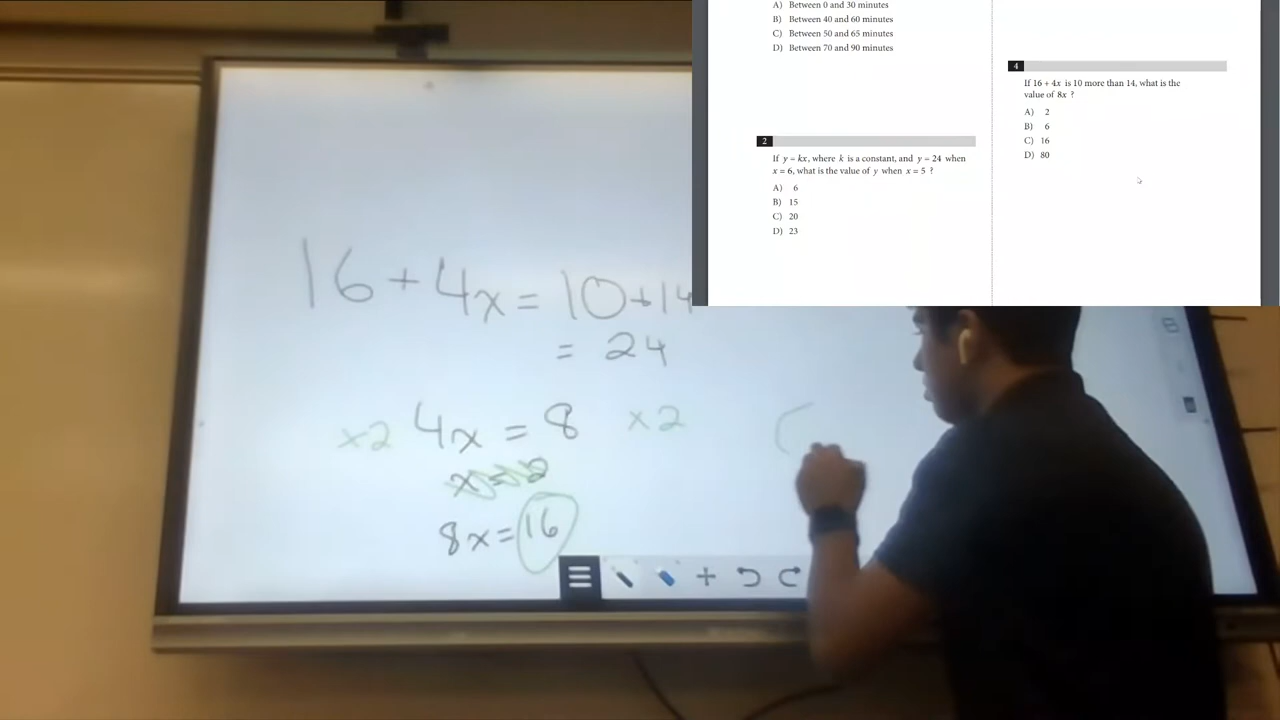 A) Between 0 and 30 minutes
B) Between 40 and 60 minutes
C) Between 50 and 65 minutes
D) Between 70 and 90 minutes
2
If y = kx, where k is a constant, and y = 24 when
x = 6, what is the value of y when x = 5 ?
A) 6
B) 15
C) 20
D) 23
4
If 16 + 4x is 10 more than 14, what is the
value of 8x ?
A) 2
B) 6
C) 16
D) 80
16 + 4x = 10 + 14
= 24
×2 4x = 8 ×2
x = 2
8x = 16